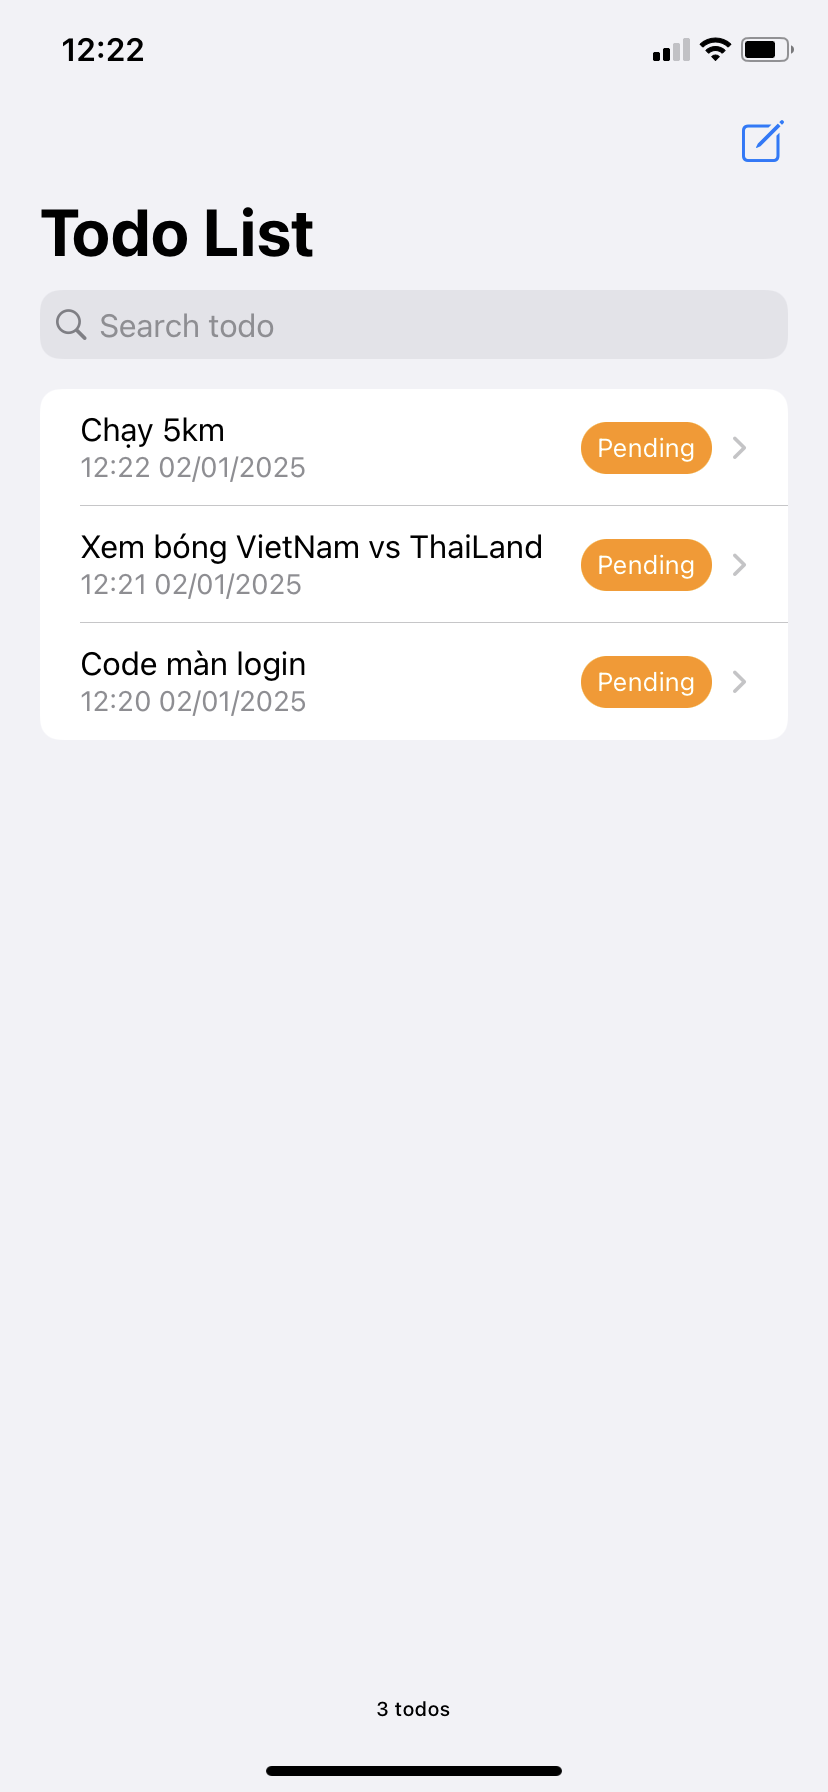 12:22
Todo List
Search todo
Chạy 5km
Pending
12:22 02/01/2025
Xem bóng VietNam vs ThaiLand
Pending
12:21 02/01/2025
Code màn login
Pending
12:20 02/01/2025
3 todos